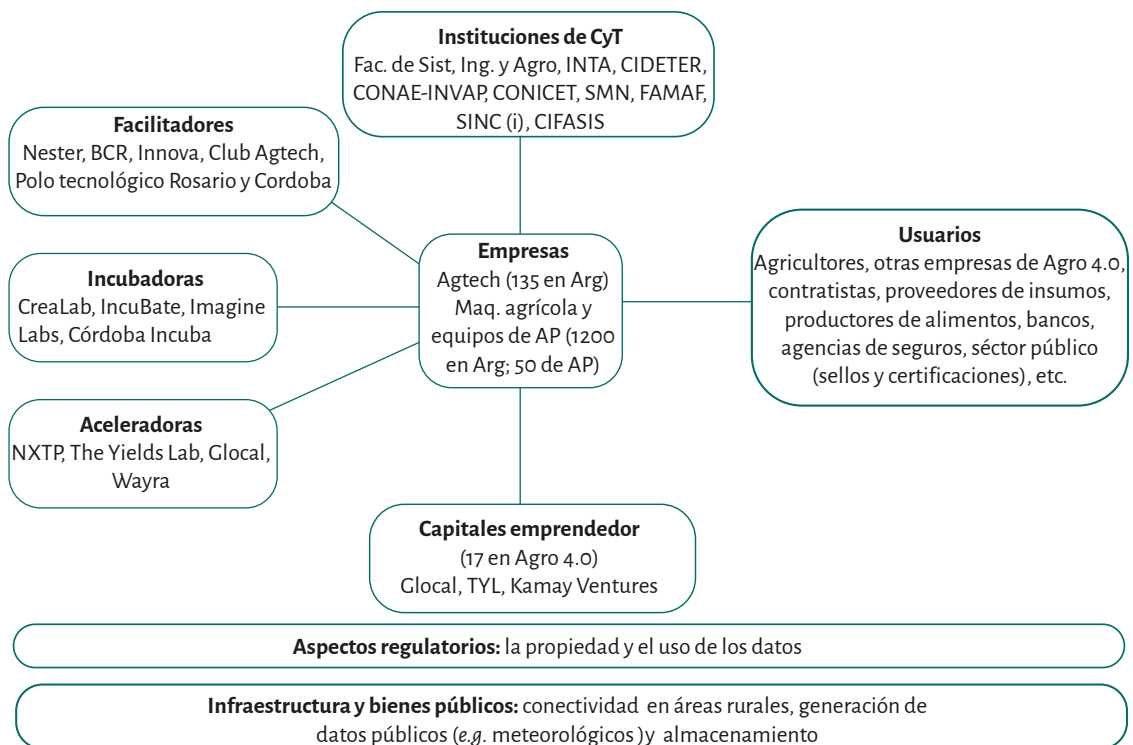 Instituciones de CyT
Fac. de Sist, Ing. y Agro, INTA, CIDETER,
CONAE-INVAP, CONICET, SMN, FAMAF,
SINC (i), CIFASIS
Facilitadores
Nester, BCR, Innova, Club Agtech,
Polo tecnológico Rosario y Cordoba
Incubadoras
CreaLab, IncuBate, Imagine
Labs, Córdoba Incuba
Aceleradoras
NXTP, The Yields Lab, Glocal,
Wayra
Empresas
Agtech (135 en Arg)
Maq. agrícola y
equipos de AP (1200
en Arg; 50 de AP)
Usuarios
Agricultores, otras empresas de Agro 4.0,
contratistas, proveedores de insumos,
productores de alimentos, bancos,
agencias de seguros, séctor público
(sellos y certificaciones), etc.
Capitales emprendedor
(17 en Agro 4.0)
Glocal, TYL, Kamay Ventures
Aspectos regulatorios: la propiedad y el uso de los datos
Infraestructura y bienes públicos: conectividad en áreas rurales, generación de
datos públicos (e.g. meteorológicos )y almacenamiento